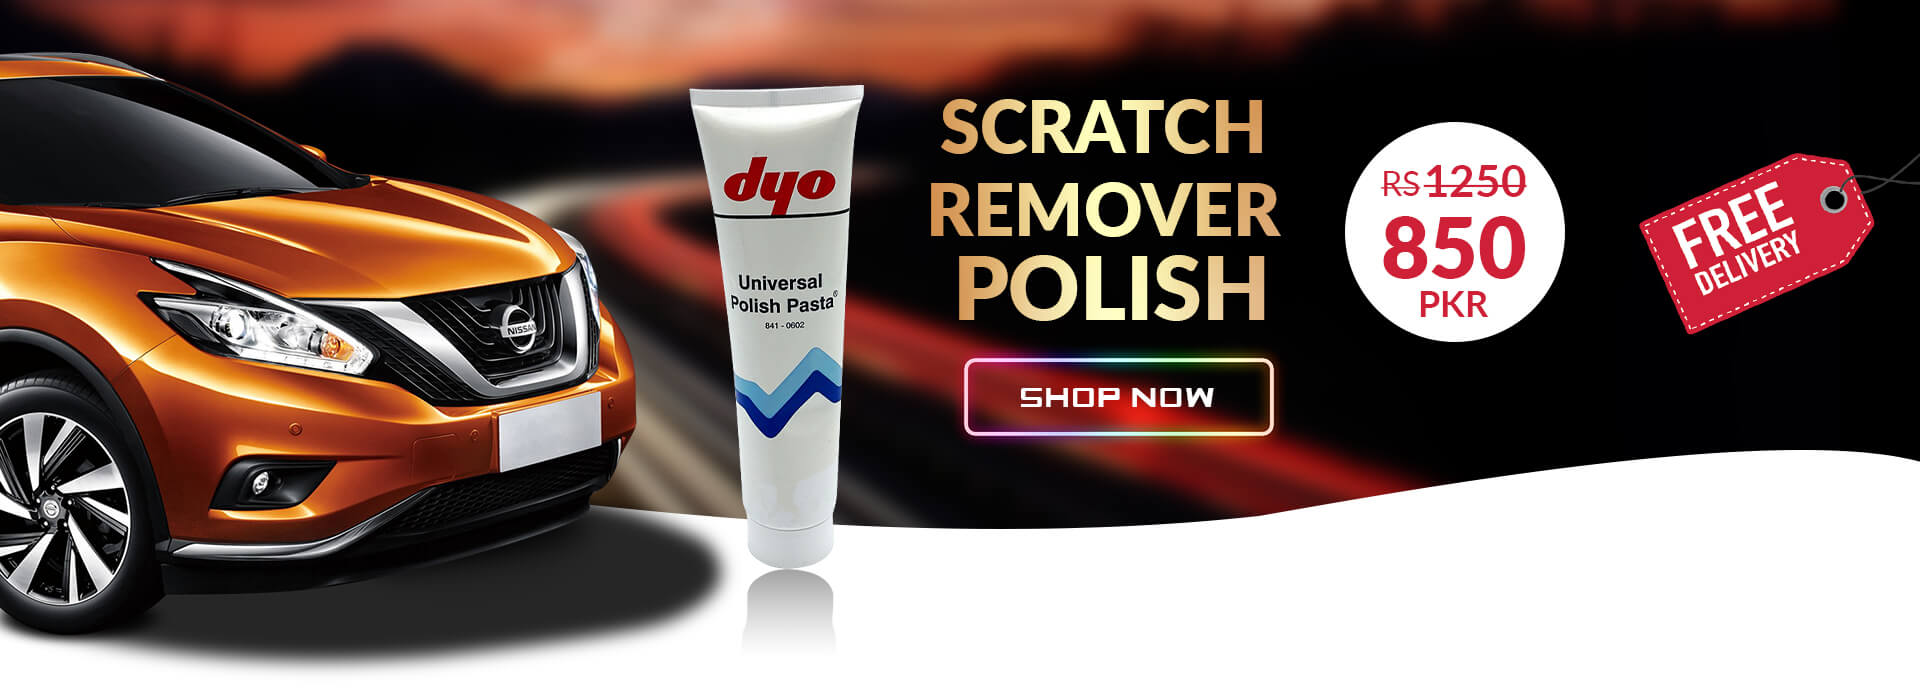 NISSAN
dyo
Universal
Polish Pasta®
841 - 0602
SCRATCH
REMOVER
POLISH
SHOP NOW
RS 1250
850
PKR
FREE
DELIVERY